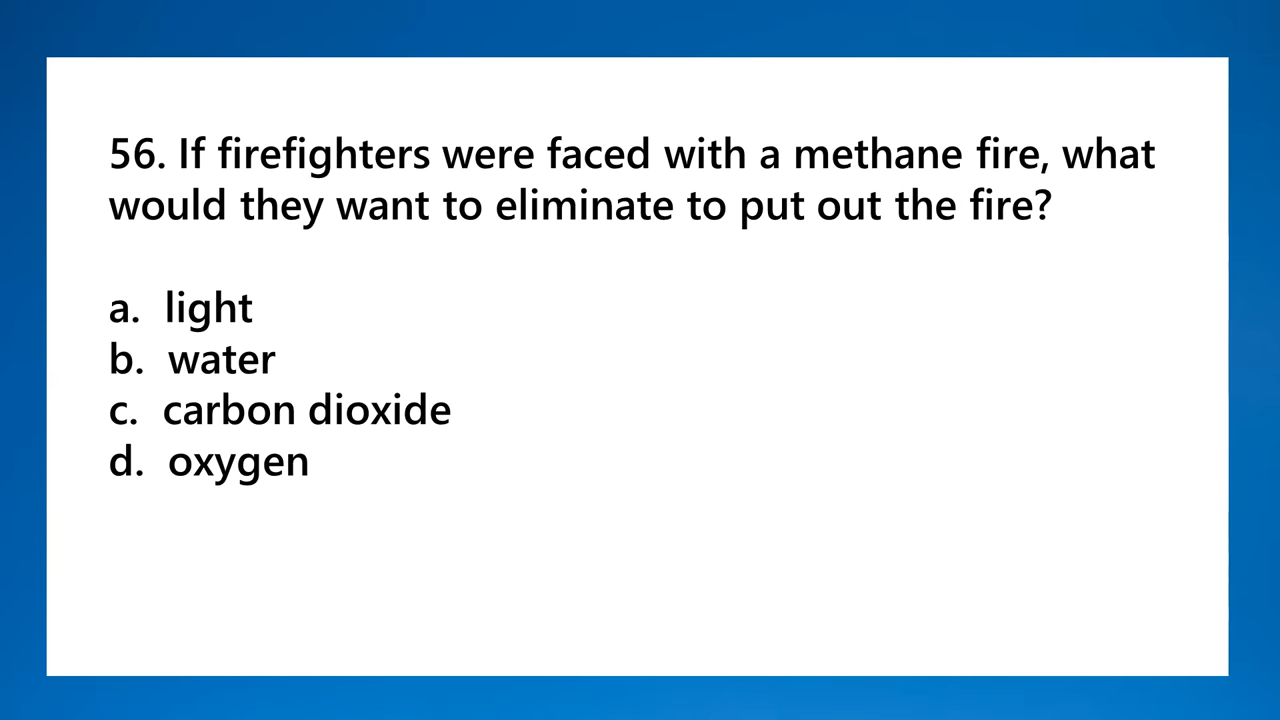 56. If firefighters were faced with a methane fire, what
would they want to eliminate to put out the fire?
a. light
b. water
c. carbon dioxide
d. oxygen